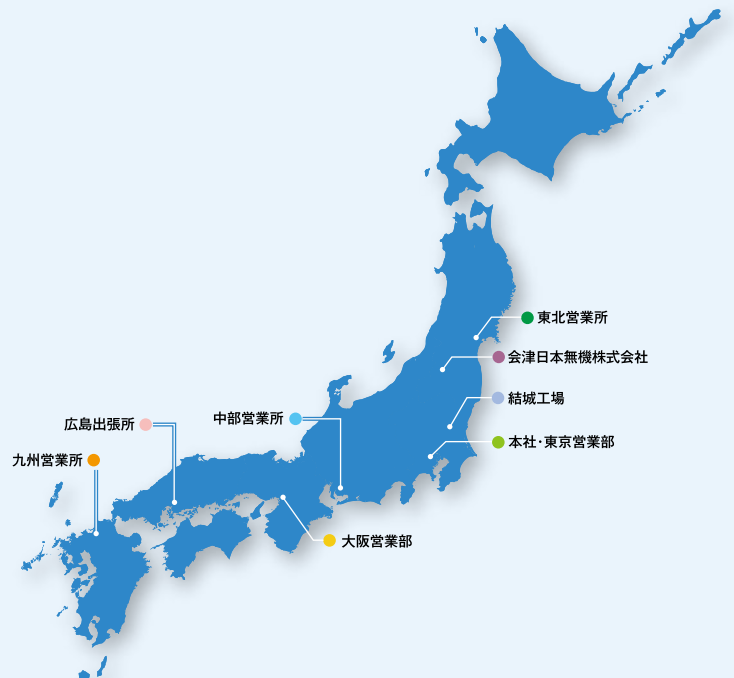 東北営業所
会津日本無機株式会社
結城工場
中部営業所
広島出張所
本社・東京営業部
九州営業所
大阪営業部